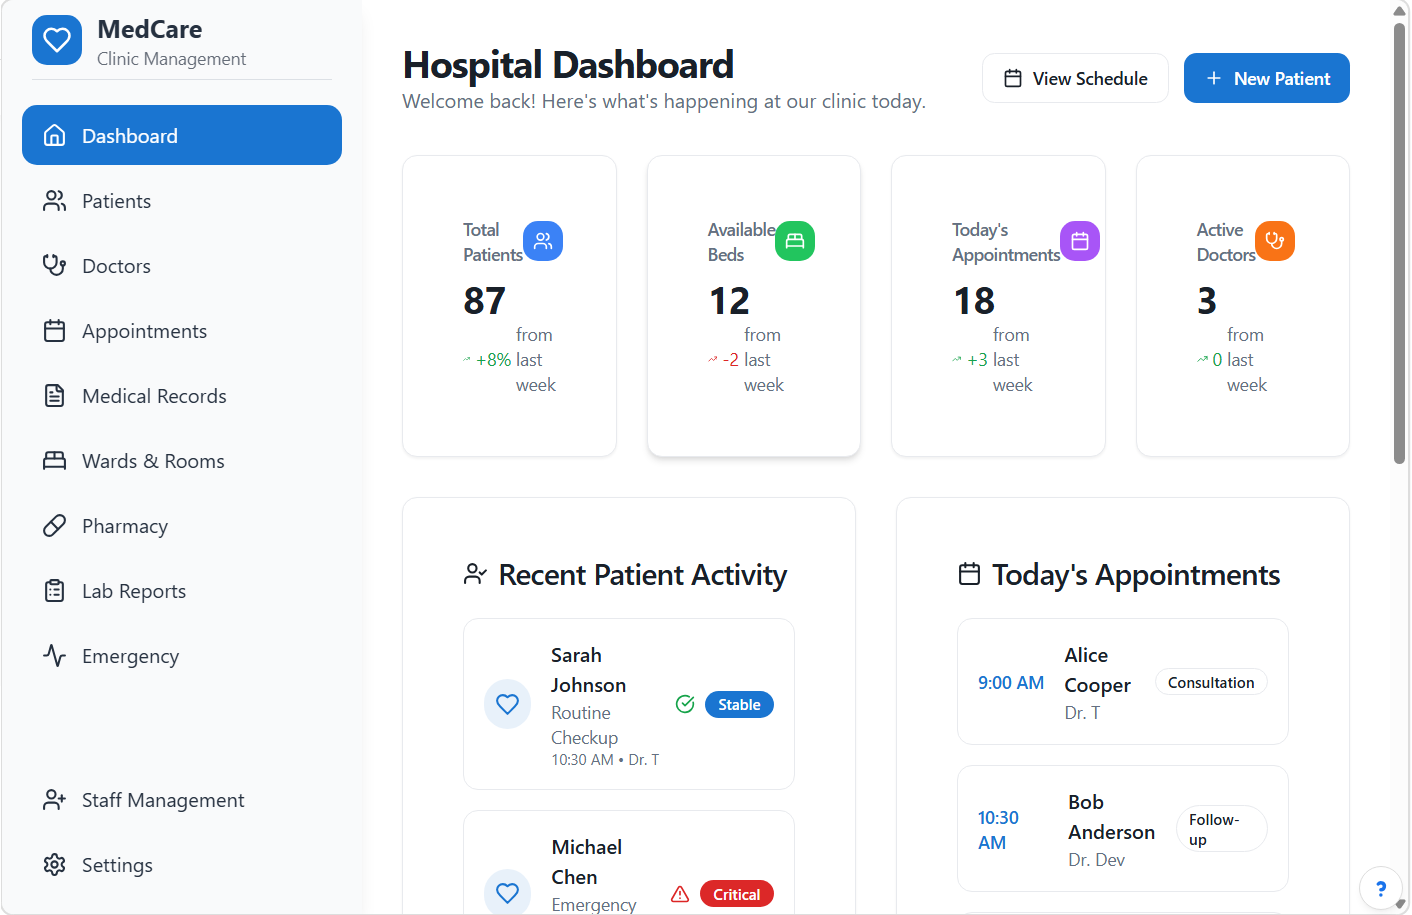 MedCare
Clinic Management
Dashboard
Patients
Doctors
Appointments
Medical Records
Wards & Rooms
Pharmacy
Lab Reports
Emergency
Staff Management
Settings
Hospital Dashboard
Welcome back! Here's what's happening at our clinic today.
View Schedule
New Patient
Total
Patients
87
+8% from last week
Available
Beds
12
-2 from last week
Today's
Appointments
18
+3 from last week
Active
Doctors
3
0 from last week
Recent Patient Activity
Sarah
Johnson
Routine
Checkup
10:30 AM • Dr. T
Stable
Michael
Chen
Emergency
Critical
Today's Appointments
9:00 AM
Alice
Cooper
Dr. T
Consultation
10:30
AM
Bob
Anderson
Dr. Dev
Follow-
up
?